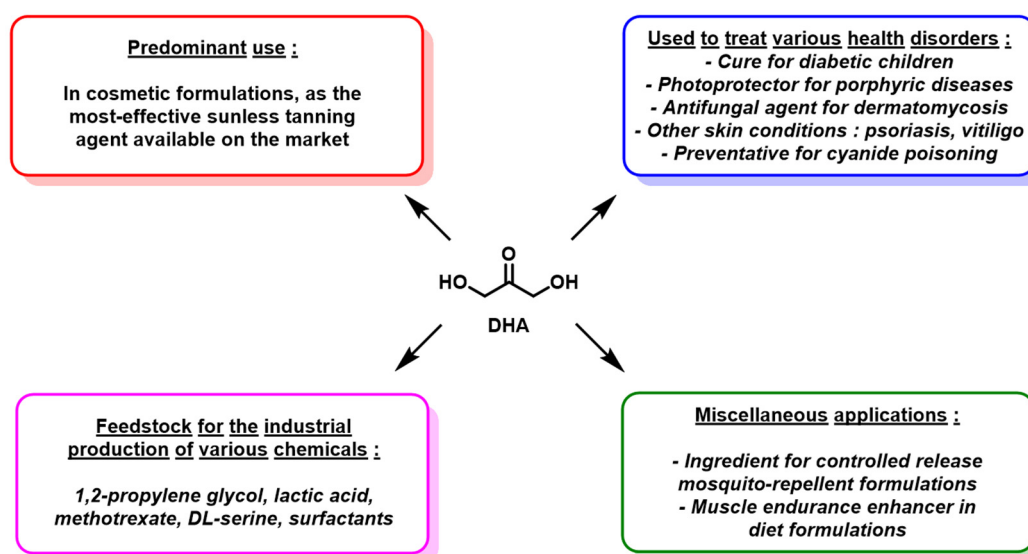 Predominant use :
In cosmetic formulations, as the
most-effective sunless tanning
agent available on the market
Used to treat various health disorders :
- Cure for diabetic children
- Photoprotector for porphyric diseases
- Antifungal agent for dermatomycosis
- Other skin conditions : psoriasis, vitiligo
- Preventative for cyanide poisoning
O
HO OH
DHA
Feedstock for the industrial
production of various chemicals :
1,2-propylene glycol, lactic acid,
methotrexate, DL-serine, surfactants
Miscellaneous applications :
- Ingredient for controlled release
mosquito-repellent formulations
- Muscle endurance enhancer in
diet formulations